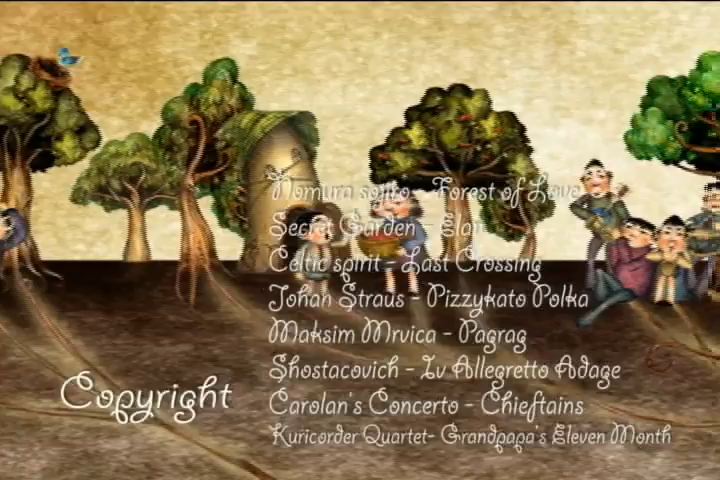 Nomura sojiro - Forest of Love
Secret Garden - Elan
Celtic spirit - Last Crossing
Johan Straus - Pizzykato Polka
Maksim Mrvica - Pagrag
Shostacovich - Iv Allegretto Adage
Copyright
Carolan's Concerto - Chieftains
Kuricorder Quartet- Grandpapa's Eleven Month